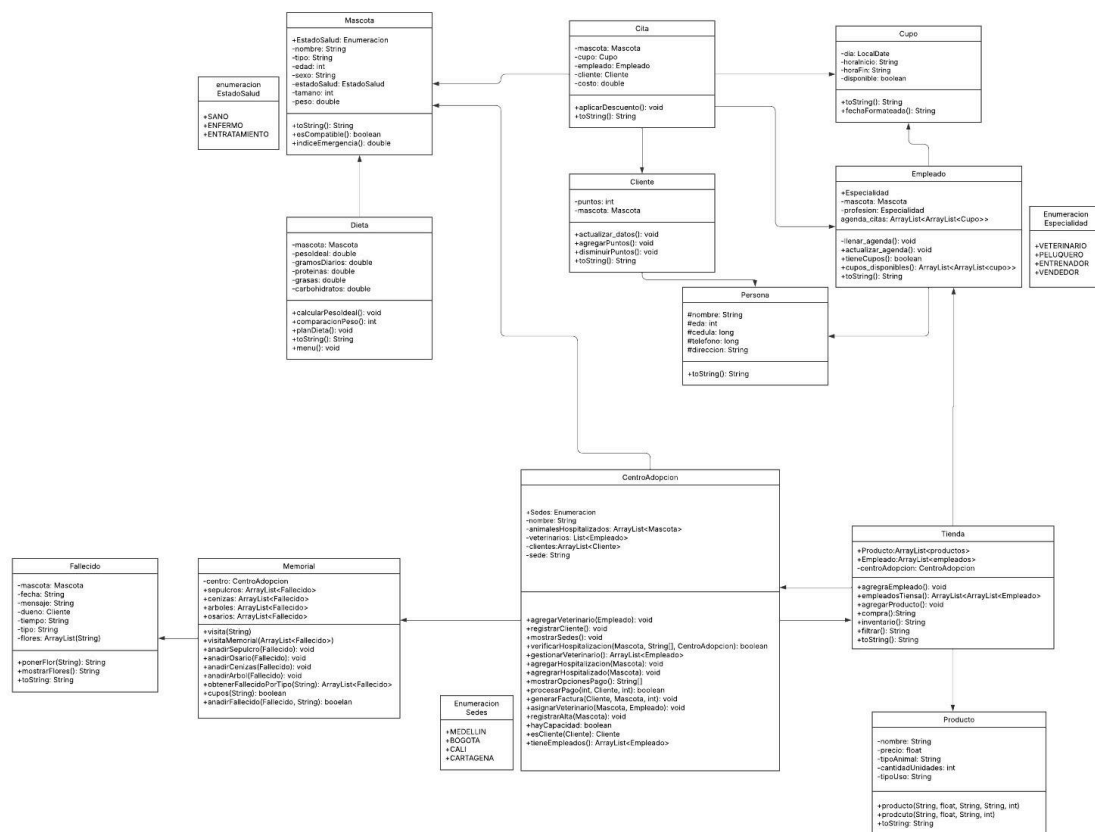 Mascota
+EstadoSalud: Enumeracion
-nombre: String
-tipo: String
-edad: int
-sexo: String
-estadoSalud: EstadoSalud
-tamano: int
-peso: double
+toString(): String
+esCompatible(): boolean
+indiceEmergencia(): double
enumeracion
EstadoSalud
+SANO
+ENFERMO
+ENTRATAMIENTO
Cita
-mascota: Mascota
-cupo: Cupo
-empleado: Empleado
-cliente: Cliente
-costo: double
+aplicarDescuento(): void
+toString(): String
Cupo
-dia: LocalDate
-horaInicio: String
-horaFin: String
-disponible: boolean
+toString(): String
+fechaFormateada(): String
Dieta
-mascota: Mascota
-pesoIdeal: double
-gramosDiarios: double
-proteinas: double
-grasas: double
-carbohidratos: double
+calcularPesoIdeal(): void
+comparacionPeso(): int
+planDieta(): void
+toString(): String
+menu(): void
Cliente
-puntos: int
-mascota: Mascota
+actualizar_datos(): void
+agregarPuntos(): void
+disminuirPuntos(): void
+toString(): String
Empleado
+Especialidad
-mascota: Mascota
-profesion: Especialidad
agenda_citas: ArrayList<ArrayList<Cupo>>
-llenar_agenda(): void
+actualizar_agenda(): void
+tieneCupos(): boolean
+cupos_disponibles(): ArrayList<ArrayList<cupo>>
+toString(): String
Enumeracion
Especialidad
+VETERINARIO
+PELUQUERO
+ENTRENADOR
+VENDEDOR
Persona
#nombre: String
#eda: int
#cedula: long
#telefono: long
#direccion: String
+toString(): String
CentroAdopcion
+Sedes: Enumeracion
-nombre: String
-animalesHospitalizados: ArrayList<Mascota>
-veterinarios: List<Empleado>
-clientes:ArrayList<Cliente>
-sede: String
+agregarVeterinario(Empleado): void
+registrarCliente(): void
+mostrarSedes(): void
+verificarHospitalizacion(Mascota, String[], CentroAdopcion): boolean
+gestionarVeterinario(): ArrayList<Empleado>
+agregarHospitalizacion(Mascota): void
+agregrarHospitalizado(Mascota): void
+mostrarOpcionesPago(): String[]
+procesarPago(int, Cliente, int): boolean
+generarFactura(Cliente, Mascota, int): void
+asignarVeterinario(Mascota, Empleado): void
+registrarAlta(Mascota): void
+hayCapacidad: boolean
+esCliente(Cliente): Cliente
+tieneEmpleados(): ArrayList<Empleado>
Tienda
+Producto:ArrayList<productos>
+Empleado:ArrayList<empleados>
-centroAdopcion: CentroAdopcion
+agregraEmpleado(): void
+empleadosTiensa(): ArrayList<ArrayList<Empleado>
+agregarProducto(): void
+compra():String
+inventario(): String
+filtrar(): String
+toString(): String
Fallecido
-mascota: Mascota
-fecha: String
-mensaje: String
-dueno: Cliente
-tiempo: String
-tipo: String
-flores: ArrayList(String)
+ponerFlor(String): String
+mostrarFlores(): String
+toString: String
Memorial
-centro: CentroAdopcion
+sepulcros: ArrayList<Fallecido>
+cenizas: ArrayList<Fallecido>
+arboles: ArrayList<Fallecido>
+osarios: ArrayList<Fallecido>
+visita(String)
+visitaMemorial(ArrayList<Fallecido>)
+anadirSepulcro(Fallecido): void
+anadirOsario(Fallecido): void
+anadirCenizas(Fallecido): void
+anadirArbol(Fallecido): void
+obtenerFallecidoPorTipo(String): ArrayList<Fallecido>
+cupos(String): boolean
+anadirFallecido(Fallecido, String): booelan
Enumeracion
Sedes
+MEDELLIN
+BOGOTA
+CALI
+CARTAGENA
Producto
-nombre: String
-precio: float
-tipoAnimal: String
-cantidadUnidades: int
-tipoUso: String
+producto(String, float, String, String, int)
+prodcuto(String, float, String, int)
+toString: String